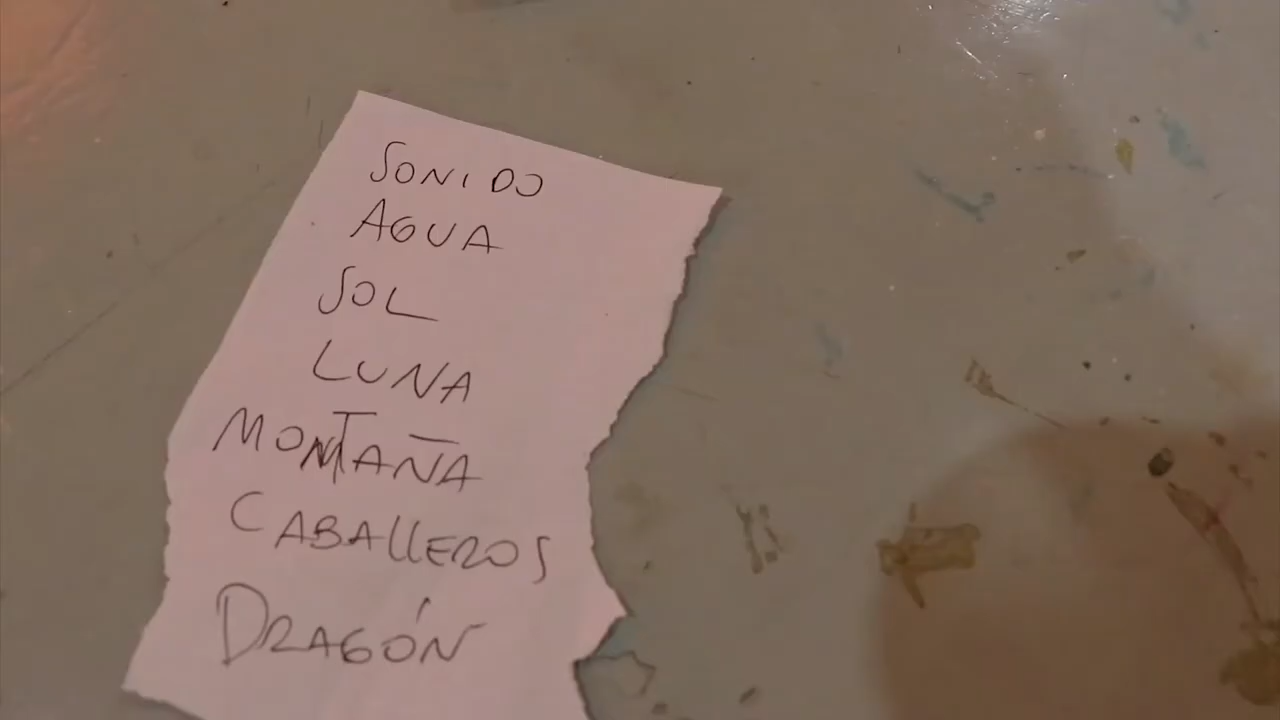 SONIDO
AGUA
SOL
LUNA
MONTAÑA
CABALLEROS
DRAGÓN